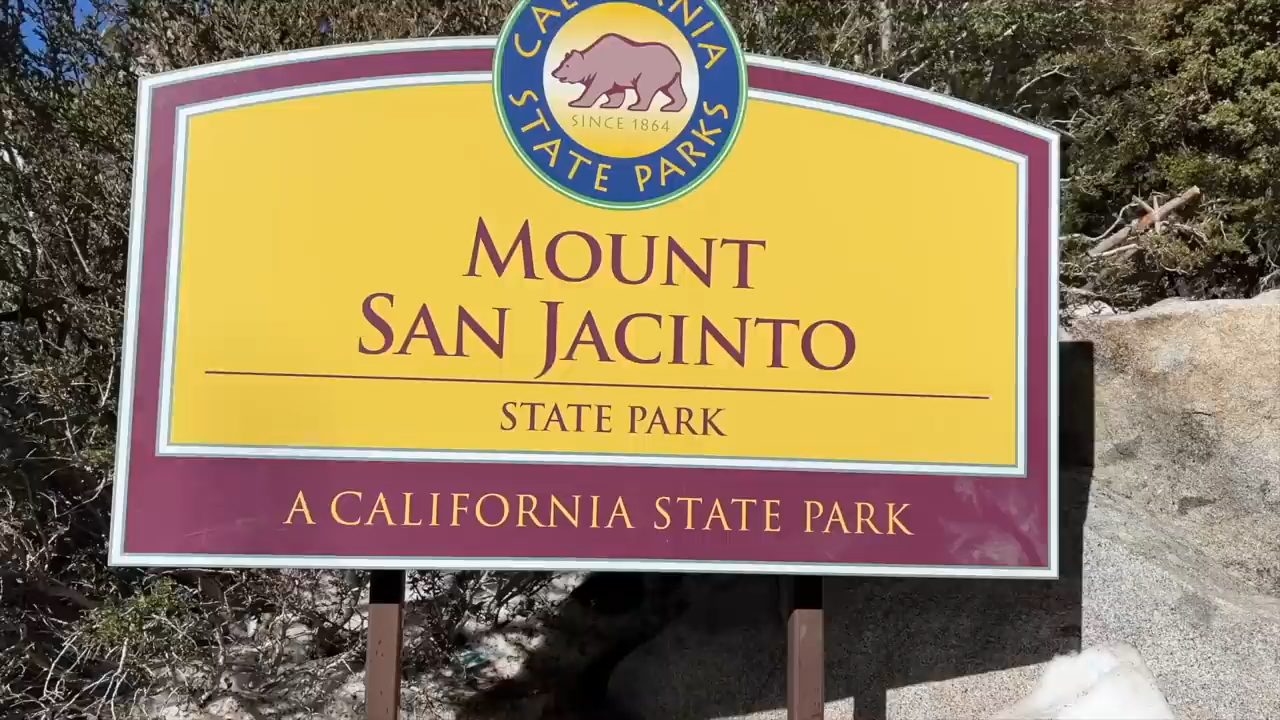 CALIFORNIA
STATE PARKS
SINCE 1864
MOUNT
SAN JACINTO
STATE PARK
A CALIFORNIA STATE PARK